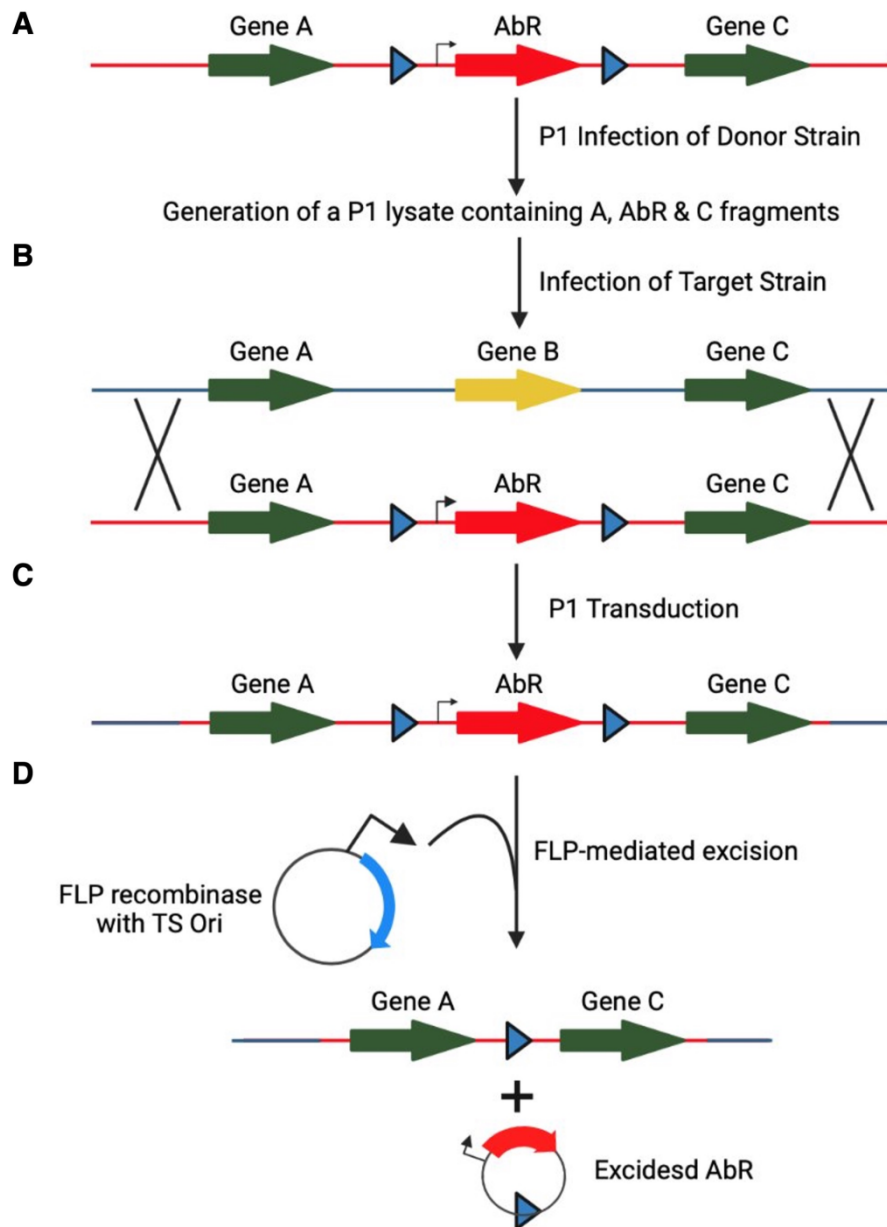 A
Gene A AbR Gene C
P1 Infection of Donor Strain
Generation of a P1 lysate containing A, AbR & C fragments
B
Infection of Target Strain
Gene A Gene B Gene C
Gene A AbR Gene C
C
P1 Transduction
Gene A AbR Gene C
D
FLP-mediated excision
FLP recombinase
with TS Ori
Gene A Gene C
+
Excidesd AbR